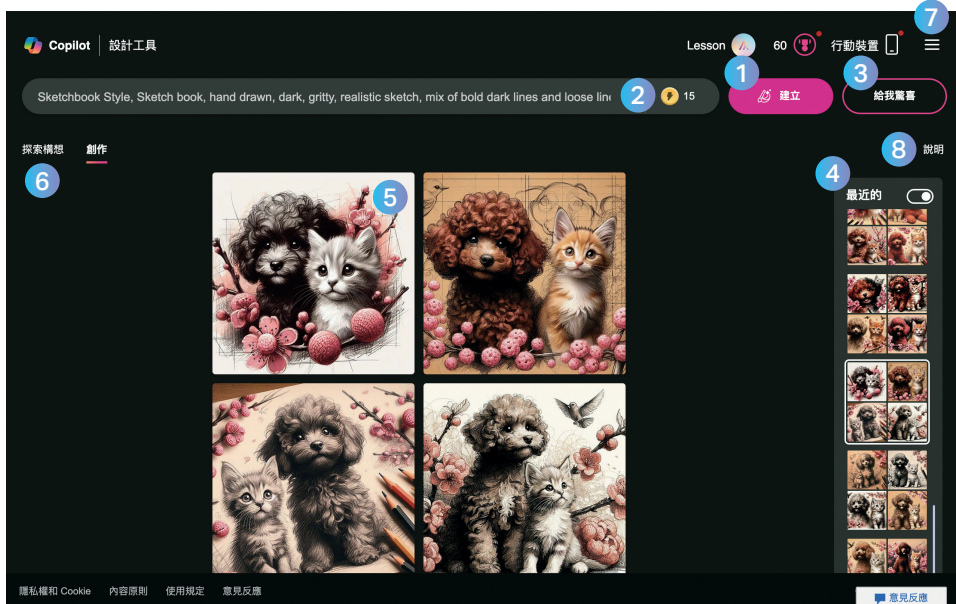 7
Copilot 設計工具
Lesson 60 行動裝置
1
3
Sketchbook Style, Sketch book, hand drawn, dark, gritty, realistic sketch, mix of bold dark lines and loose line
2
15
建立
給我驚喜
探索構想 創作
8
說明
6
4
5
最近的
隱私權和 Cookie 內容原則 使用規定 意見反應
意見反應